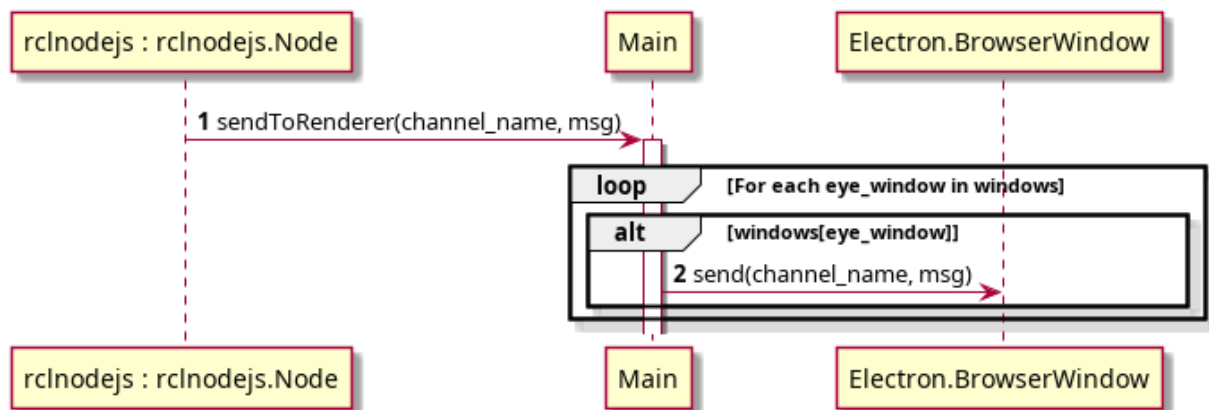 rclnodejs : rclnodejs.Node
Main
Electron.BrowserWindow
1 sendToRenderer(channel_name, msg)
loop [For each eye_window in windows]
alt [windows[eye_window]]
2 send(channel_name, msg)
rclnodejs : rclnodejs.Node
Main
Electron.BrowserWindow